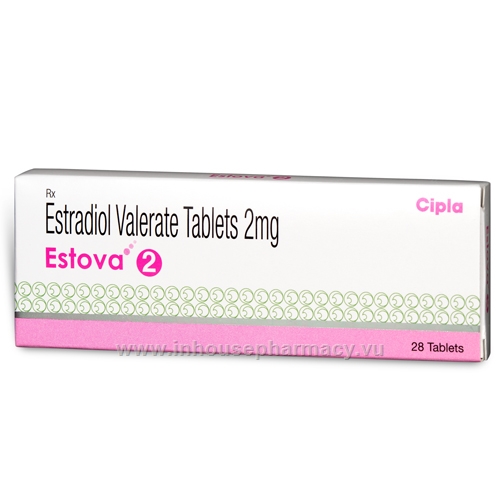 Rx
Estradiol Valerate Tablets 2mg
Cipla
Estova 2
www.inhousepharmacy.vu
28 Tablets